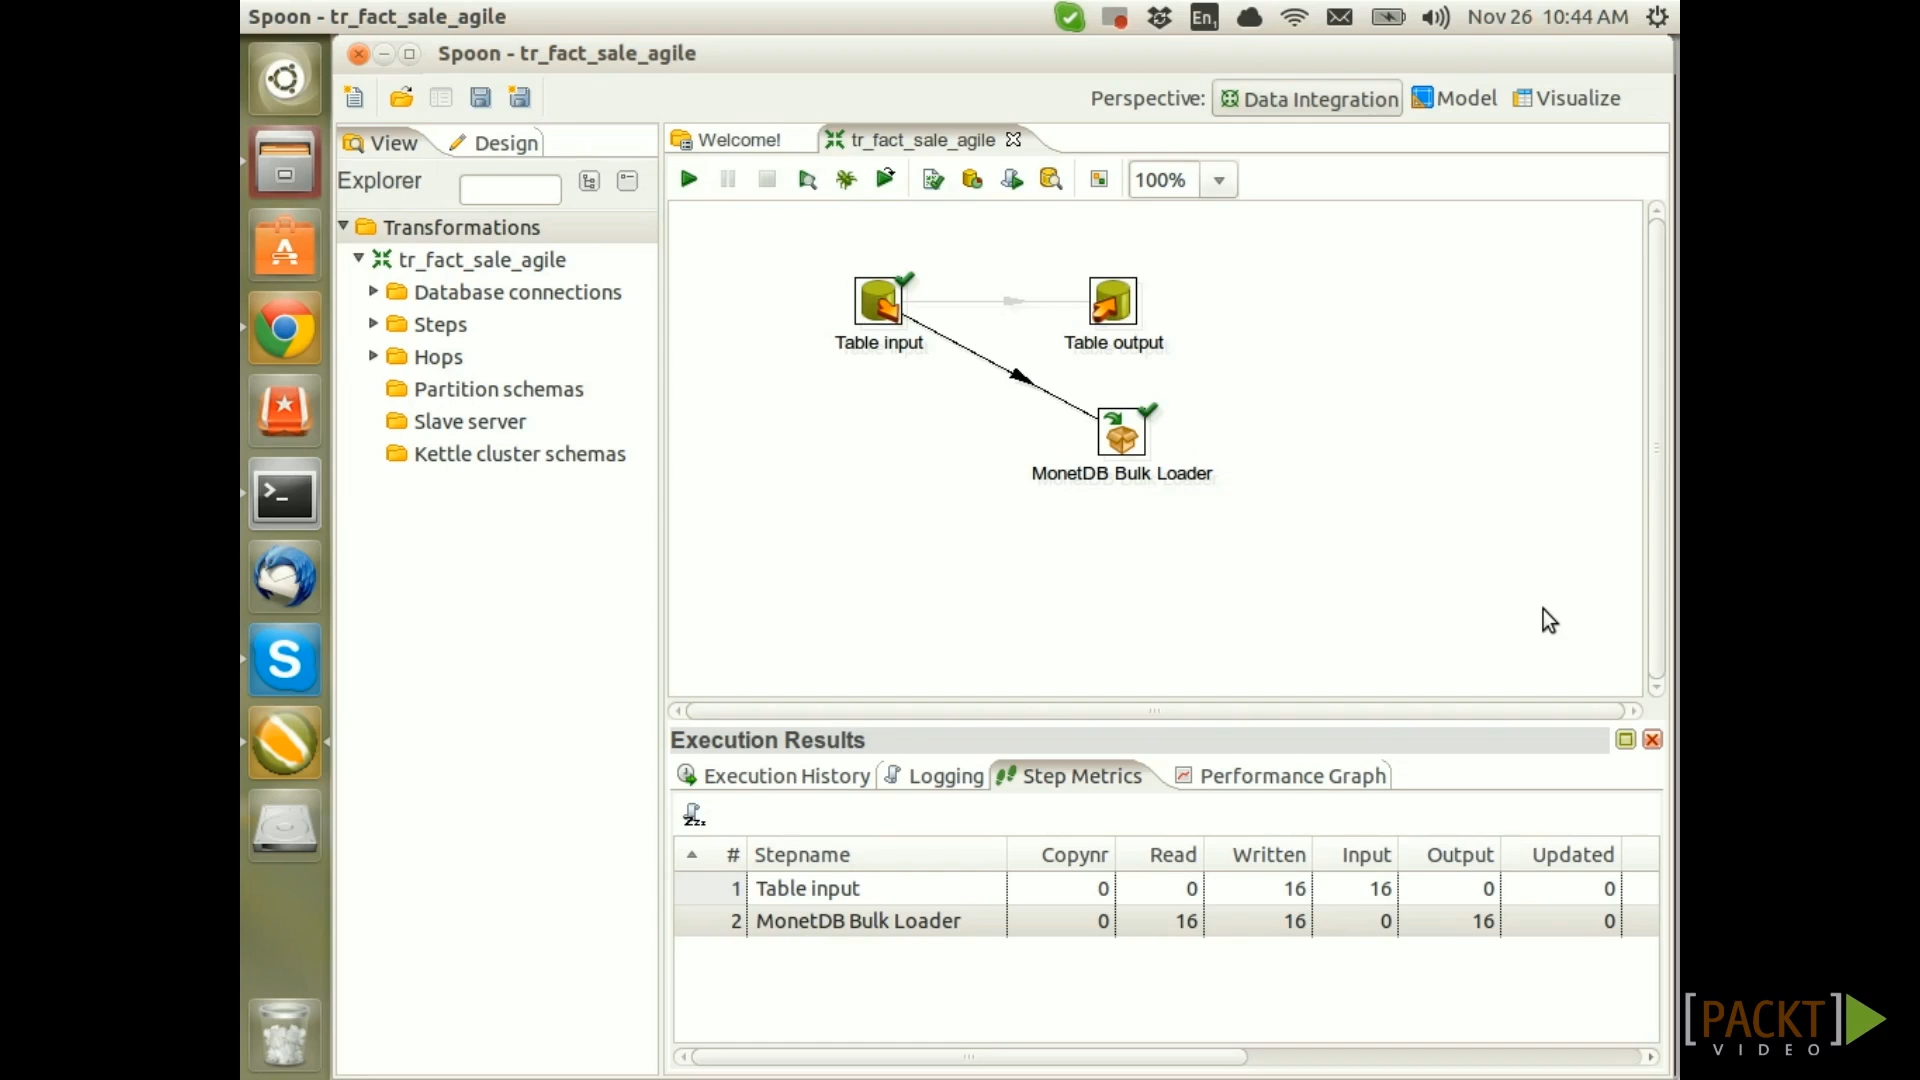 Spoon - tr_fact_sale_agile
En1
Nov 26 10:44 AM
Spoon - tr_fact_sale_agile
Perspective: Data Integration Model Visualize
View Design
Welcome! tr_fact_sale_agile
Explorer
100%
Transformations
tr_fact_sale_agile
Database connections
Steps
Hops
Partition schemas
Slave server
Kettle cluster schemas
Table input
Table output
MonetDB Bulk Loader
Execution Results
Execution History Logging Step Metrics Performance Graph
Zzz
# Stepname Copynr Read Written Input Output Updated
1 Table input 0 0 16 16 0 0
2 MonetDB Bulk Loader 0 16 16 0 16 0
[PACKT]
VIDEO